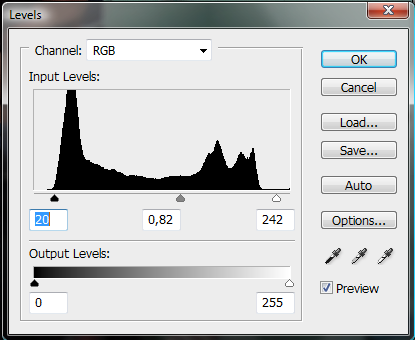 Levels
Channel: RGB
Input Levels:
20 0,82 242
Output Levels:
0 255
OK
Cancel
Load...
Save...
Auto
Options...
Preview